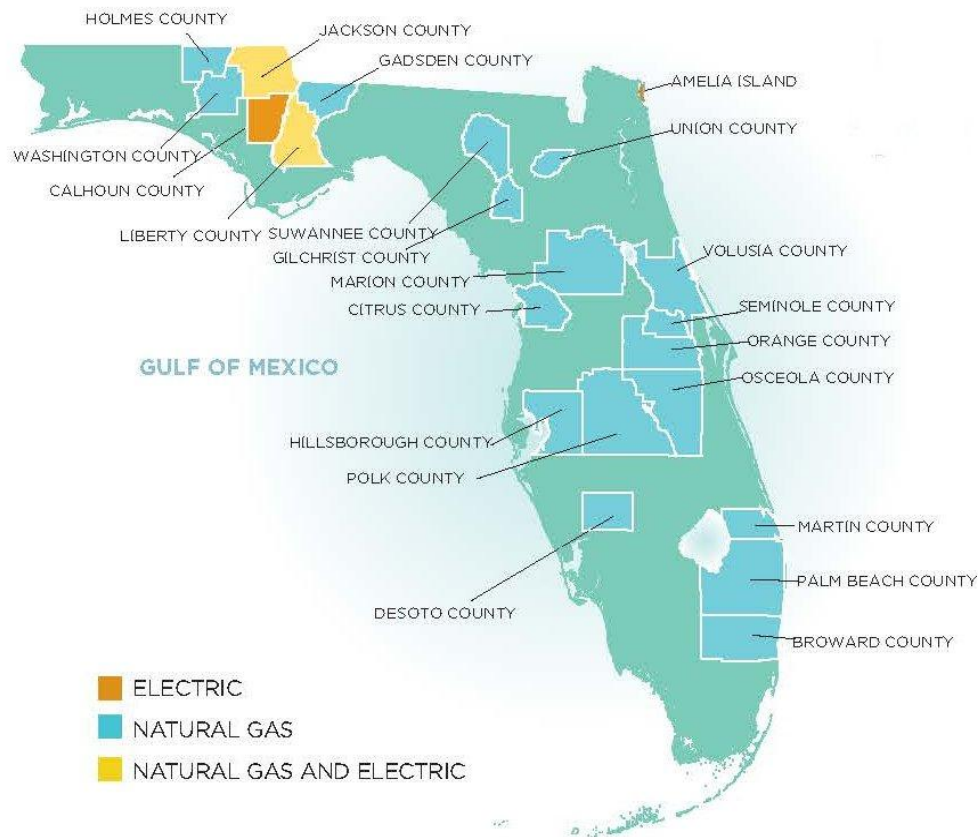 HOLMES COUNTY
JACKSON COUNTY
GADSDEN COUNTY
AMELIA ISLAND
UNION COUNTY
WASHINGTON COUNTY
CALHOUN COUNTY
LIBERTY COUNTY
SUWANNEE COUNTY
GILCHRIST COUNTY
MARION COUNTY
CITRUS COUNTY
VOLUSIA COUNTY
SEMINOLE COUNTY
ORANGE COUNTY
OSCEOLA COUNTY
GULF OF MEXICO
HILLSBOROUGH COUNTY
POLK COUNTY
MARTIN COUNTY
PALM BEACH COUNTY
DESOTO COUNTY
BROWARD COUNTY
ELECTRIC
NATURAL GAS
NATURAL GAS AND ELECTRIC